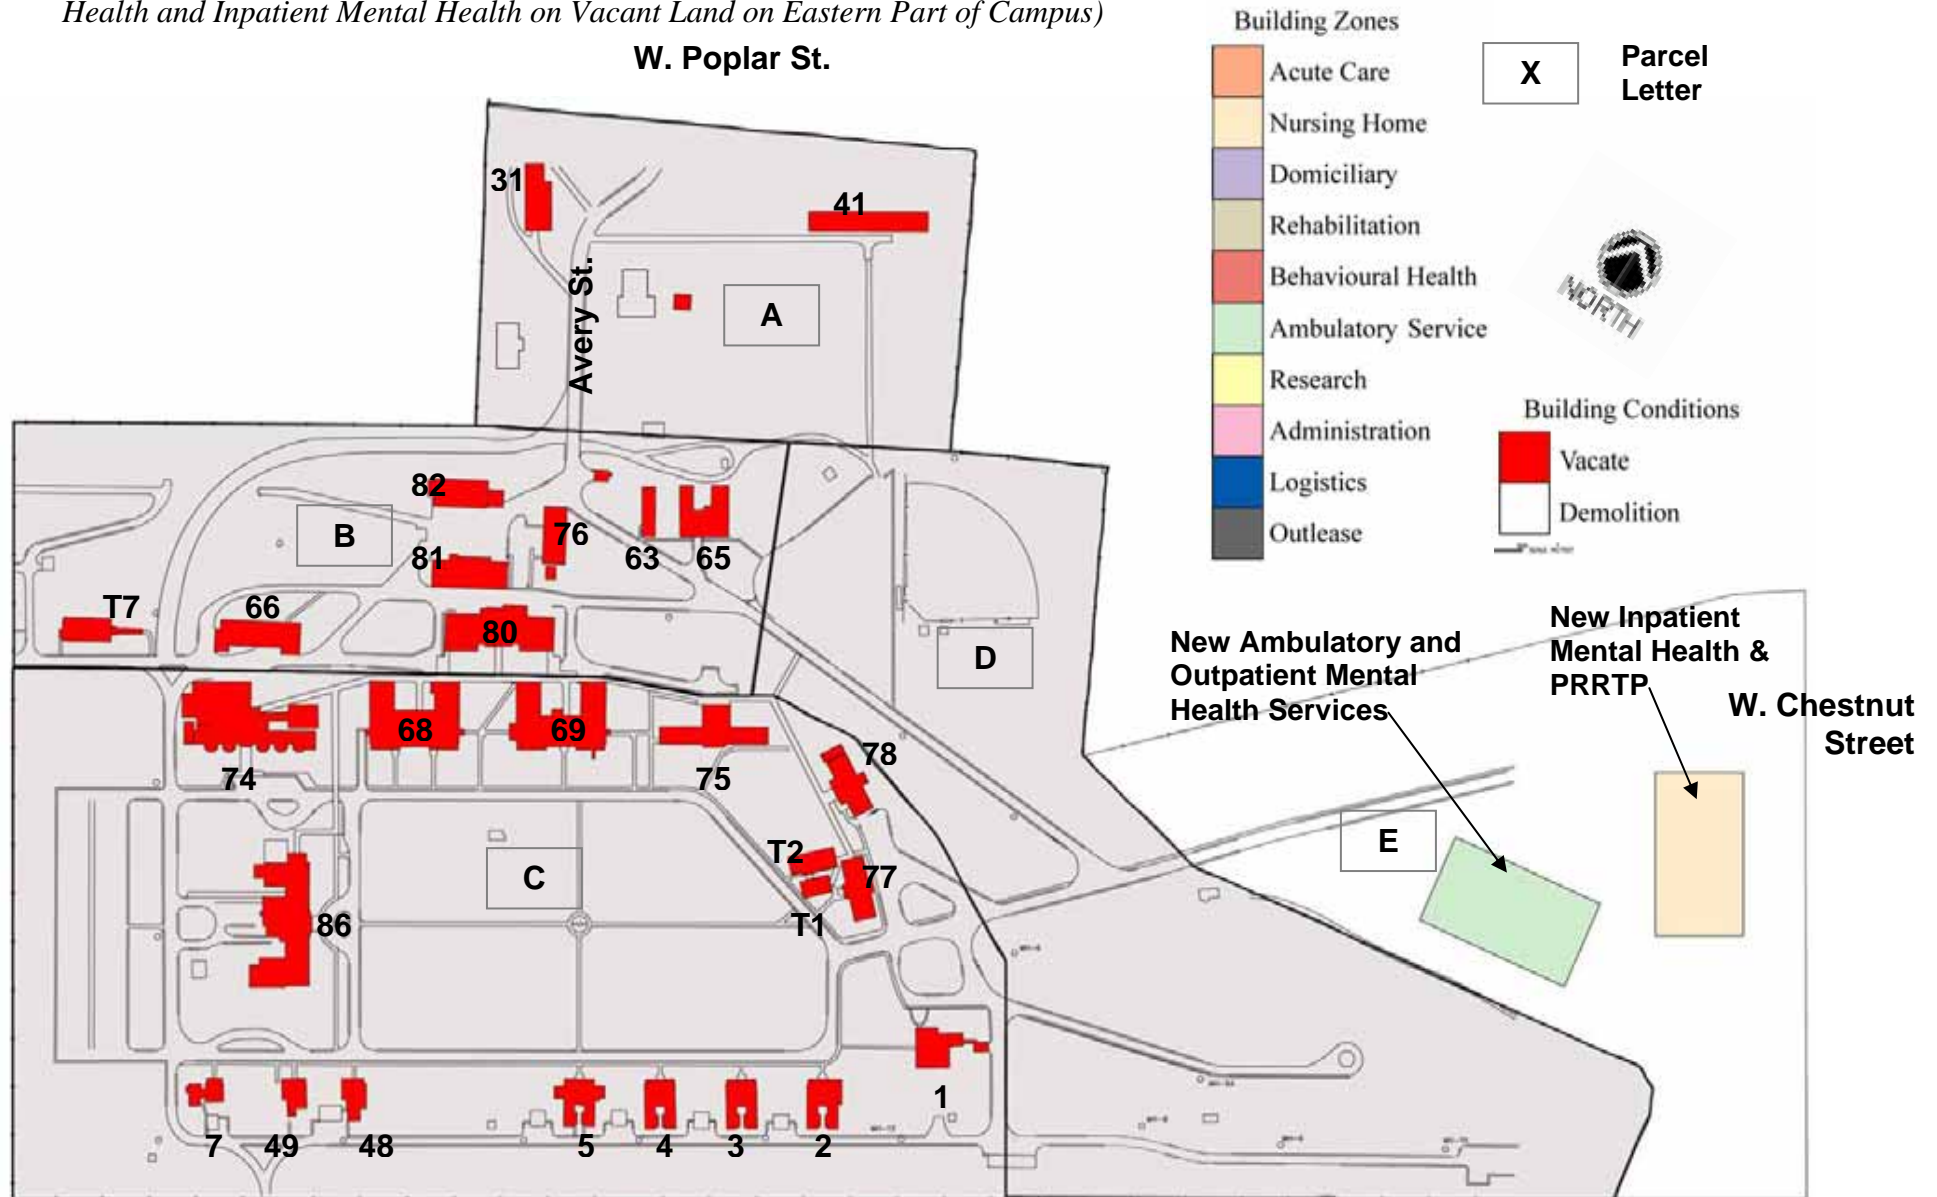 Health and Inpatient Mental Health on Vacant Land on Eastern Part of Campus)
W. Poplar St.
Building Zones
Acute Care
Nursing Home
Domiciliary
Rehabilitation
Behavioural Health
Ambulatory Service
Research
Administration
Logistics
Outlease
X
Parcel
Letter
NORTH
Building Conditions
Vacate
Demolition
31
41
Avery St.
A
82
B
76
81
63
65
T7
66
80
D
New Ambulatory and
Outpatient Mental
Health Services
New Inpatient
Mental Health &
PRRTP
W. Chestnut
Street
74
68
69
75
78
E
C
T2
77
T1
86
1
7
49
48
5
4
3
2